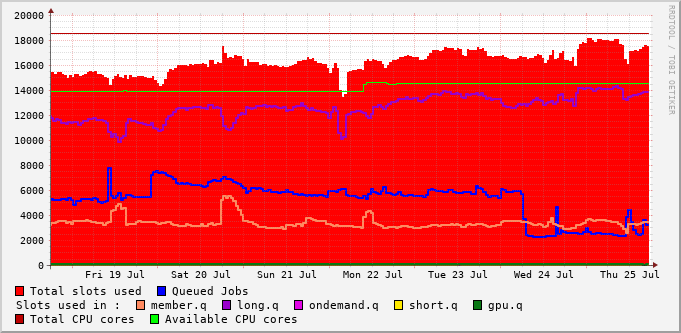 20000
18000
16000
14000
12000
10000
8000
6000
4000
2000
0
Fri 19 Jul Sat 20 Jul Sun 21 Jul Mon 22 Jul Tue 23 Jul Wed 24 Jul Thu 25 Jul
Total slots used Queued Jobs
Slots used in : member.q long.q ondemand.q short.q gpu.q
Total CPU cores Available CPU cores
RRDTOOL / TOBI OETIKER